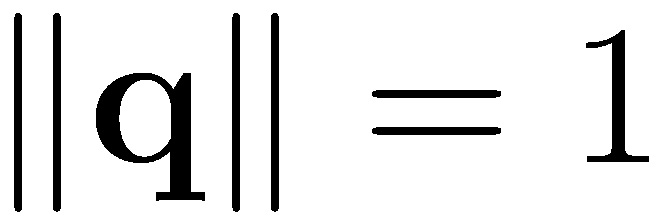 ‖𝐪‖ = 1